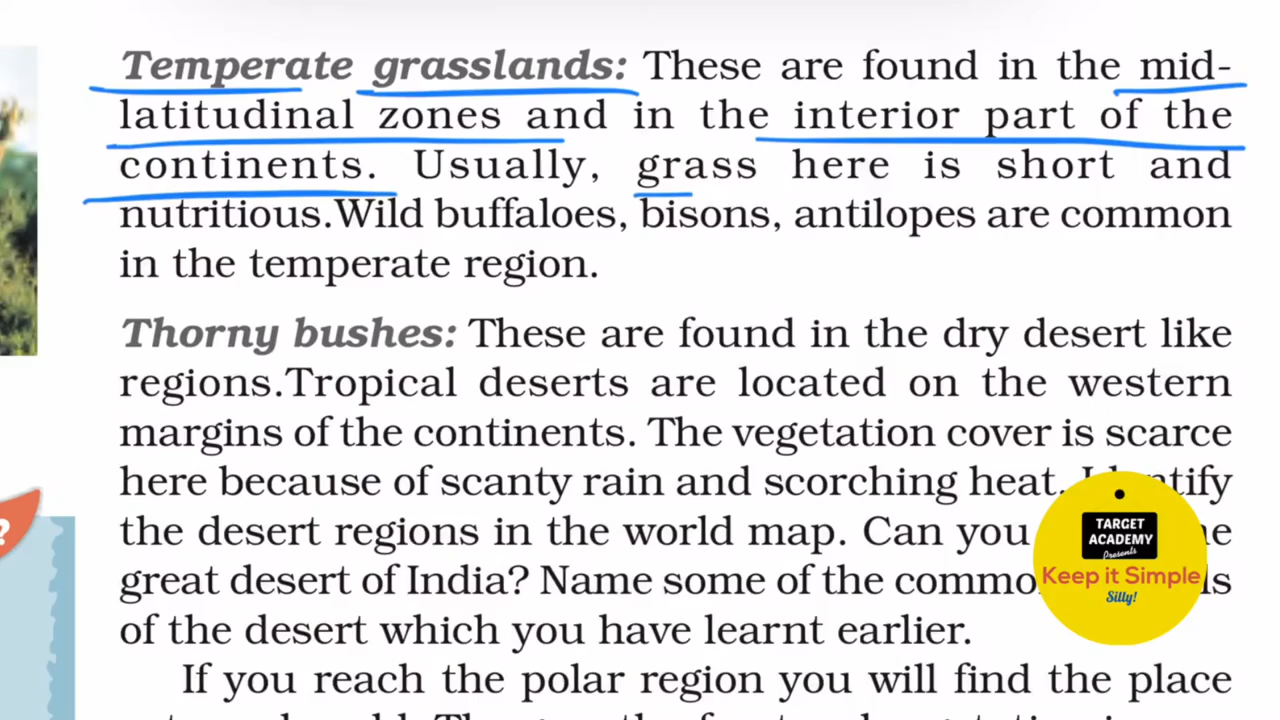 Temperate grasslands: These are found in the mid-
latitudinal zones and in the interior part of the
continents. Usually, grass here is short and
nutritious.Wild buffaloes, bisons, antilopes are common
in the temperate region.
Thorny bushes: These are found in the dry desert like
regions.Tropical deserts are located on the western
margins of the continents. The vegetation cover is scarce
here because of scanty rain and scorching heat.
the desert regions in the world map. Can you
great desert of India? Name some of the
of the desert which you have learnt earlier.
If you reach the polar region you will find the place
?
TARGET
ACADEMY
Presents
Keep it Simple
Silly!